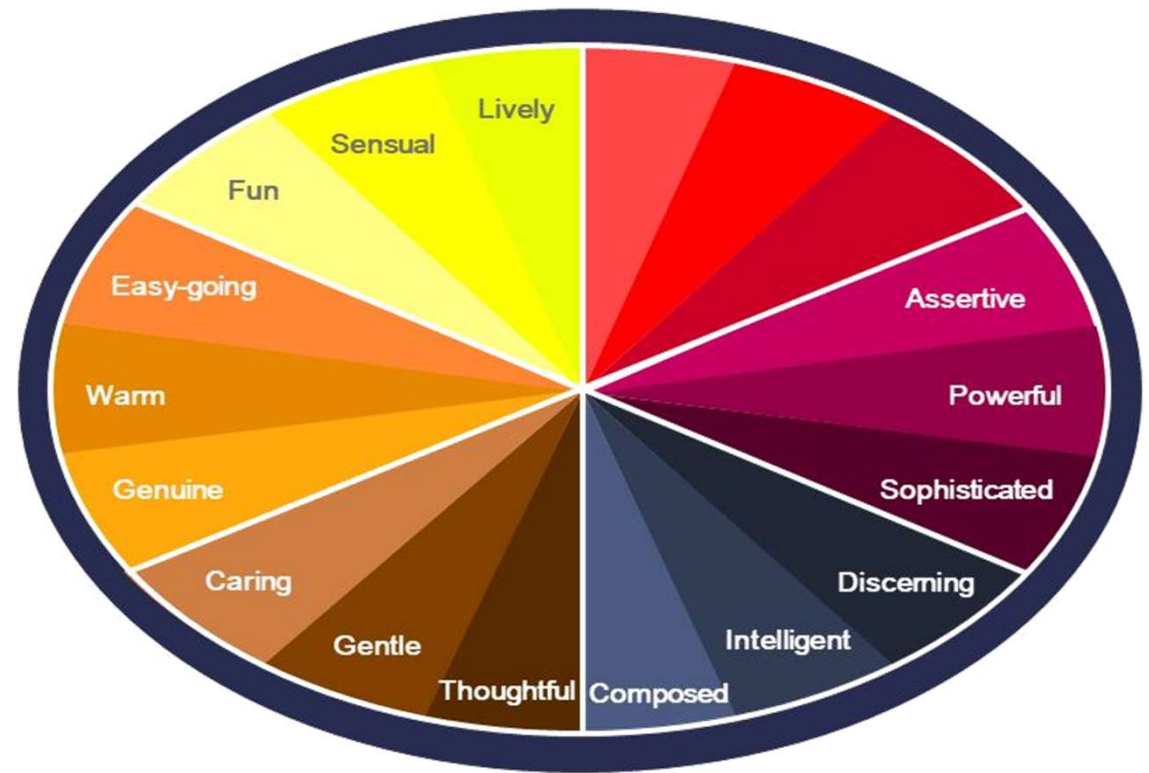 Lively
Sensual
Fun
Easy-going
Assertive
Warm
Powerful
Genuine
Sophisticated
Caring
Discerning
Gentle
Intelligent
Thoughtful
Composed